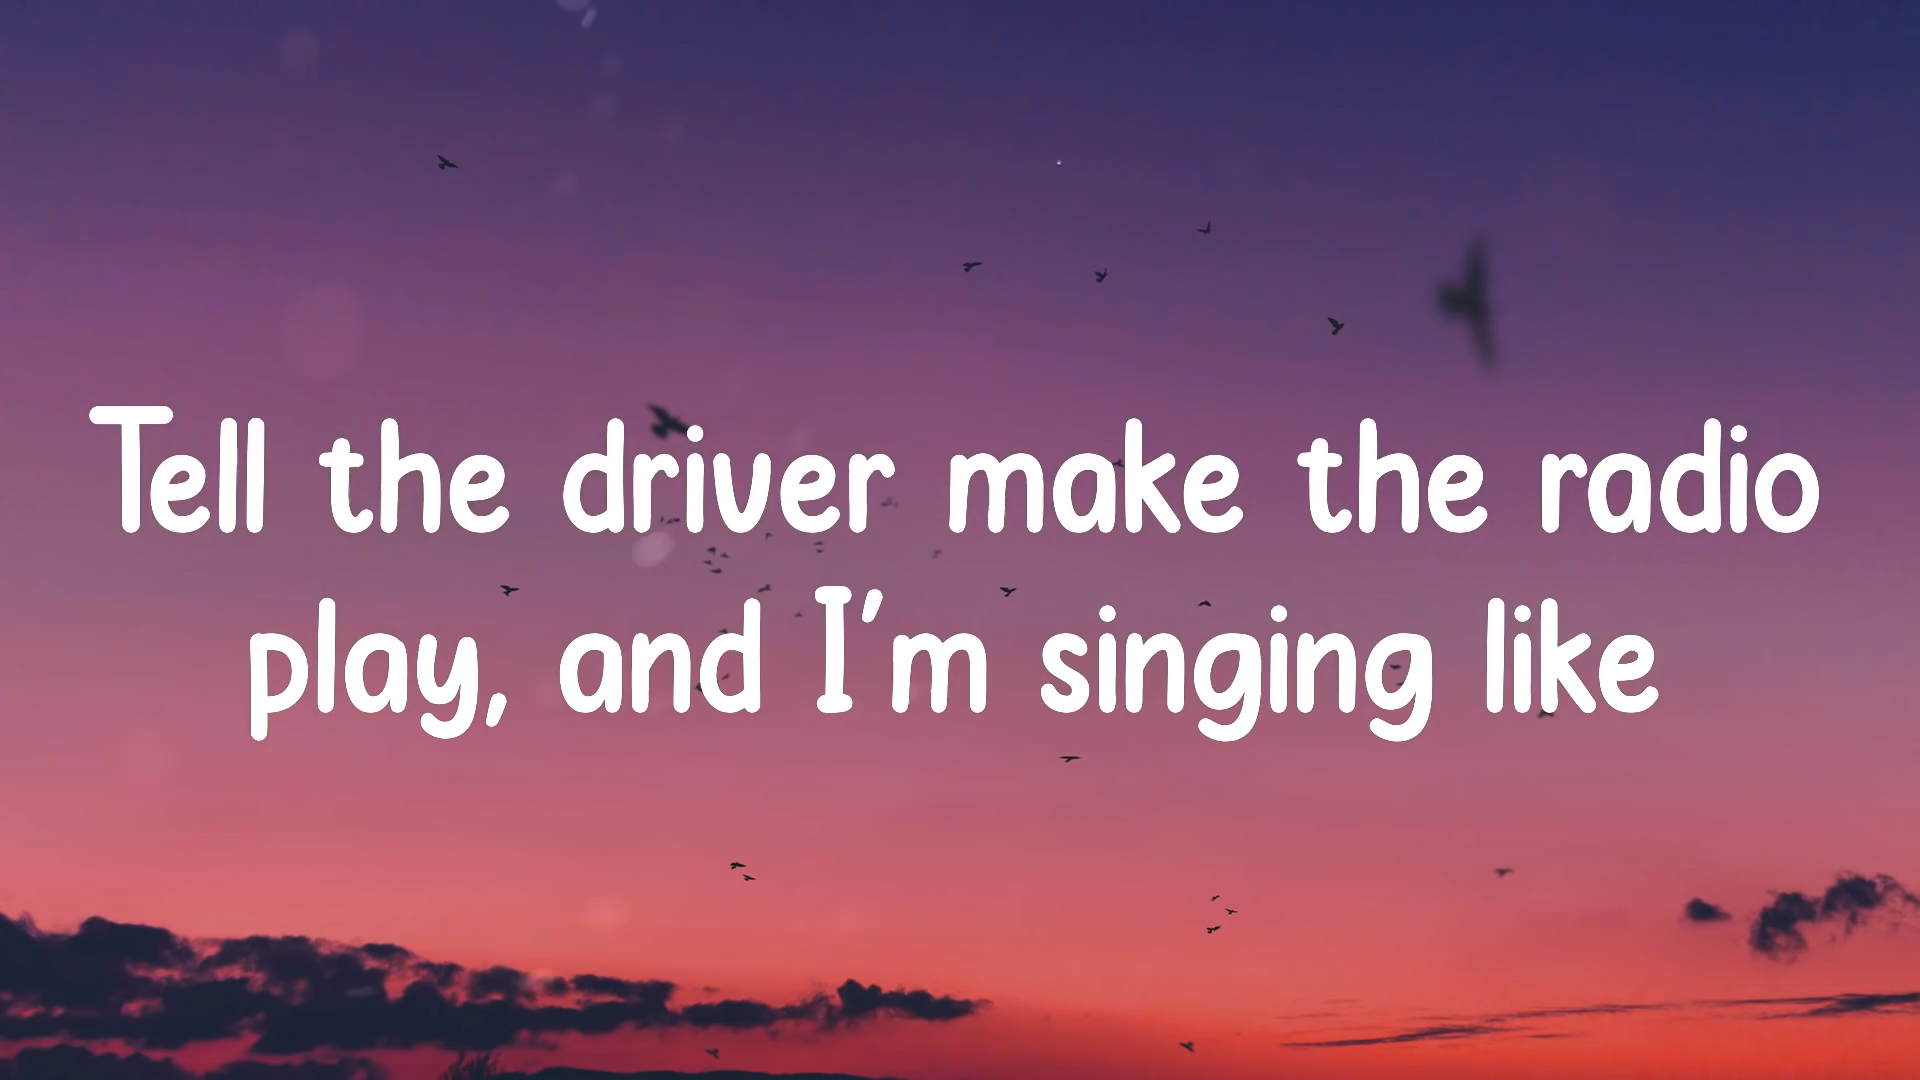 Tell the driver make the radio
play, and I'm singing like